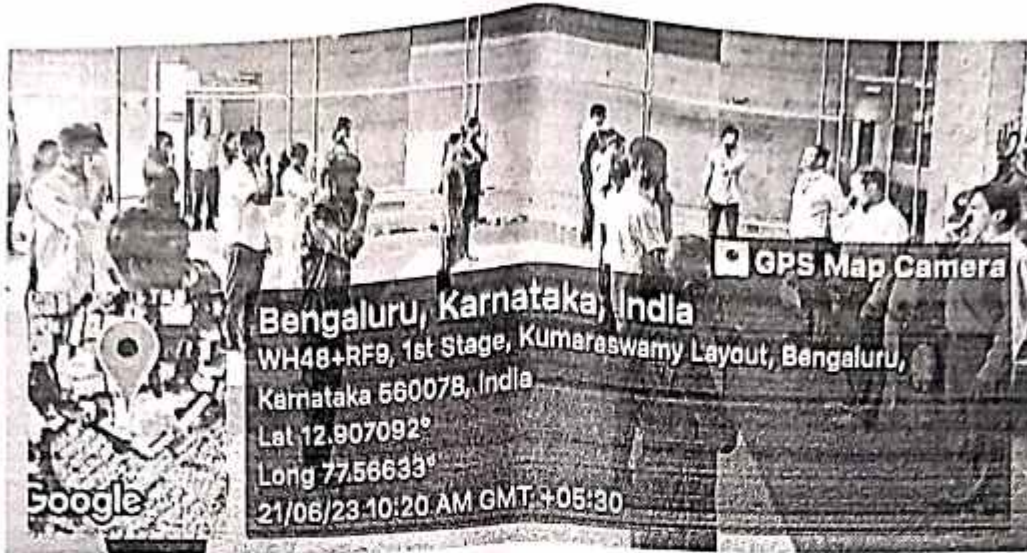 GPS Map Camera
Bengaluru, Karnataka, India
WH48+RF9, 1st Stage, Kumaraswamy Layout, Bengaluru,
Karnataka 560078, India
Lat 12.907092°
Long 77.56633°
21/06/23 10:20 AM GMT +05:30
Google